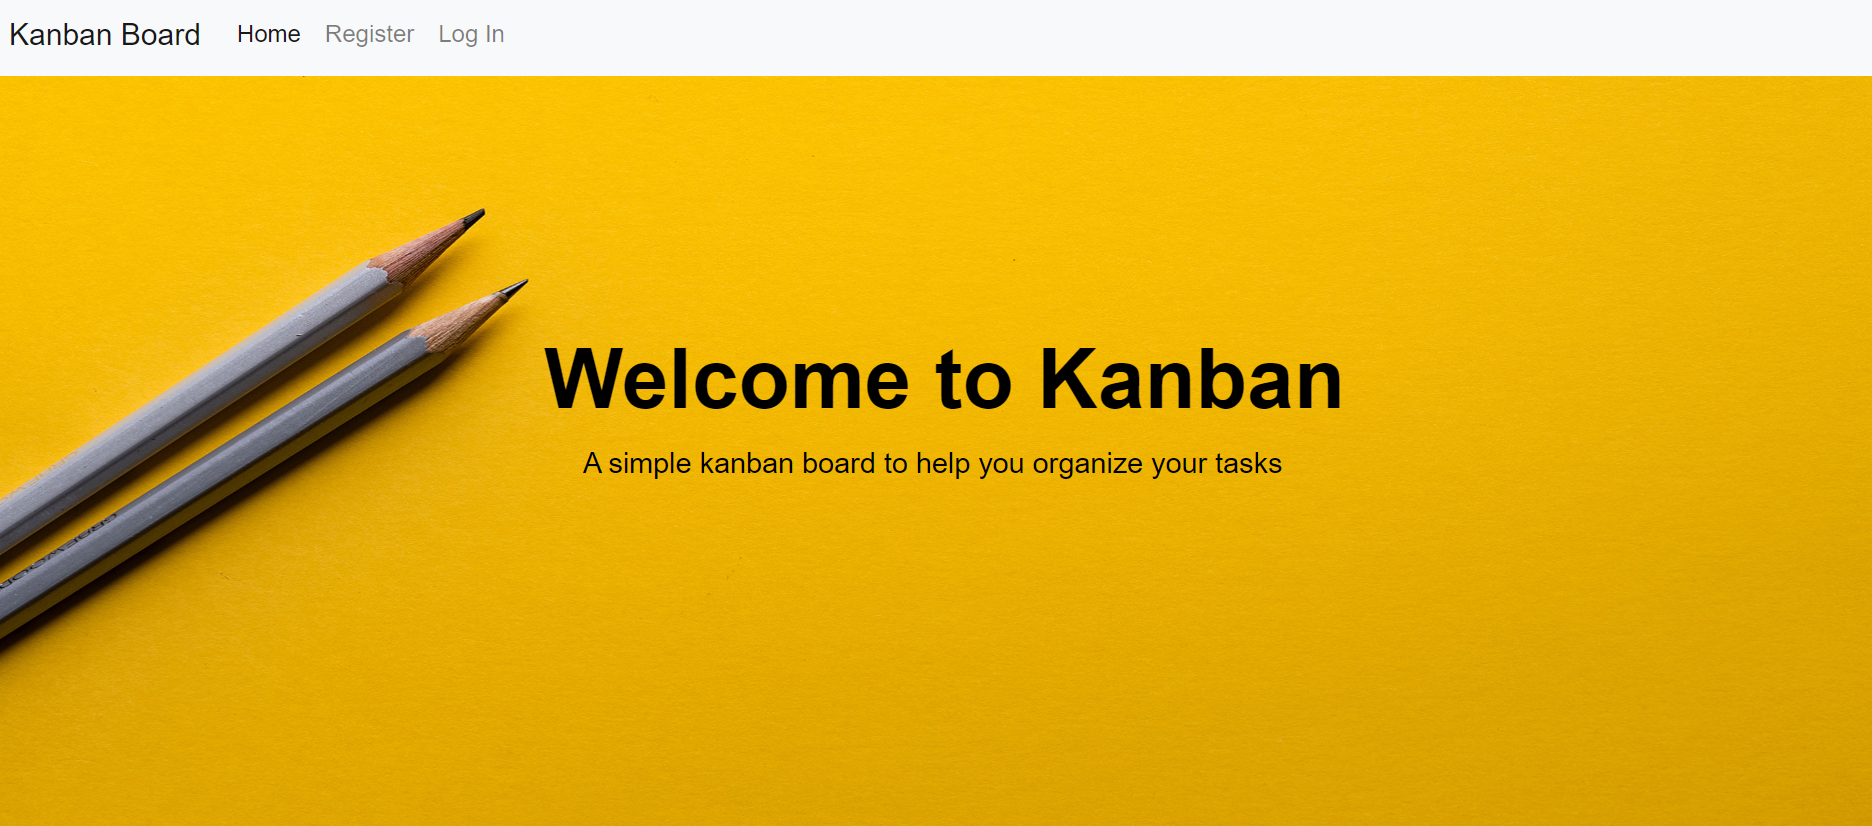 Kanban Board Home Register Log In
Welcome to Kanban
A simple kanban board to help you organize your tasks